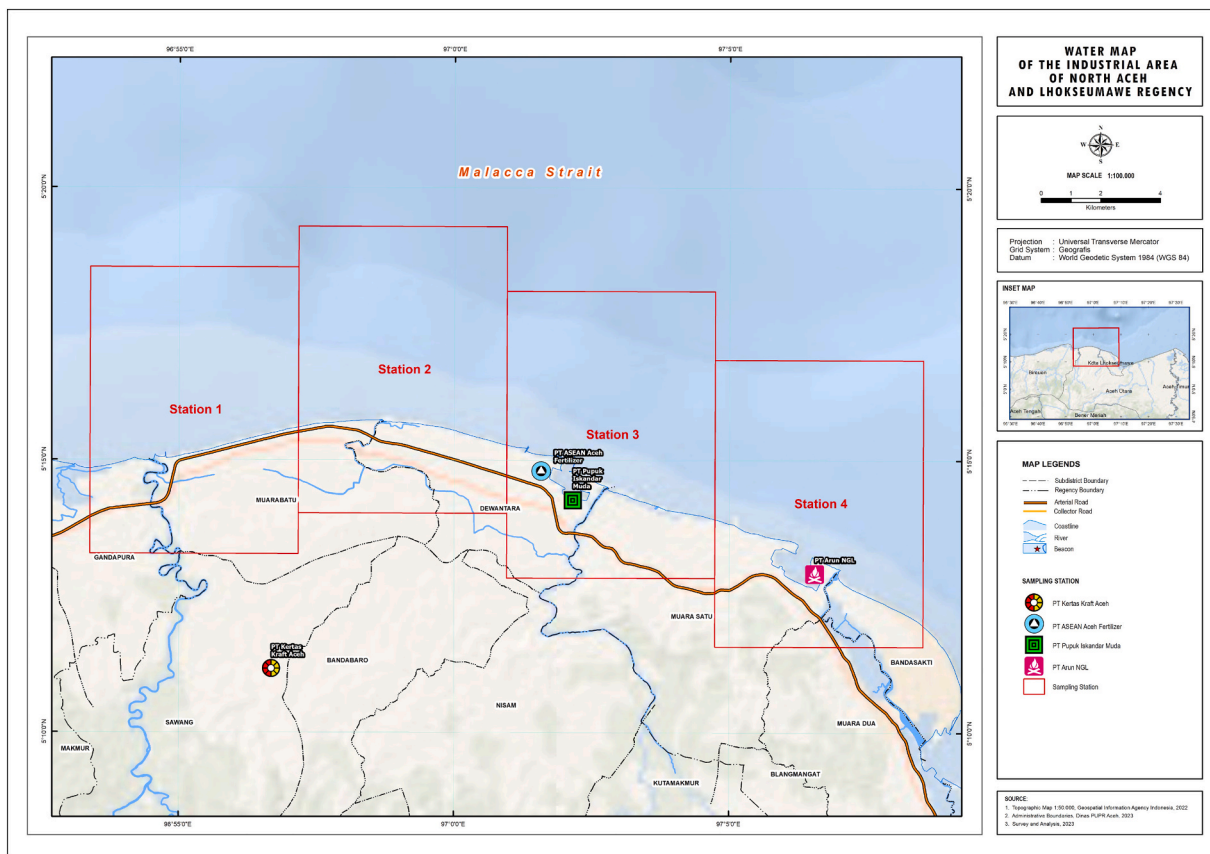 WATER MAP
OF THE INDUSTRIAL AREA
OF NORTH ACEH
AND LHOKSEUMAWE REGENCY
N
W E
S
MAP SCALE 1:100.000
0 1 2 4
Kilometers
Projection : Universal Transverse Mercator
Grid System : Geografis
Datum : World Geodetic System 1984 (WGS 84)
INSET MAP
Bireuen
Kota Lhokseumawe
Aceh Utara
Aceh Timur
Aceh Tengah
Bener Meriah
MAP LEGENDS
Subdistrict Boundary
Regency Boundary
Arterial Road
Collector Road
Coastline
River
Beacon
SAMPLING STATION
PT Kertas Kraft Aceh
PT ASEAN Aceh Fertilizer
PT Pupuk Iskandar Muda
PT Arun NGL
Sampling Station
SOURCE:
1. Topographic Map 1:50.000, Geospatial Information Agency Indonesia, 2022
2. Administrative Boundaries, Dinas PUPR Aceh, 2023
3. Survey and Analysis, 2023
96°55'0"E 97°0'0"E 97°5'0"E
5°20'0"N 5°20'0"N
Malacca Strait
Station 2
Station 1
Station 3
PT ASEAN Aceh
Fertilizer
5°15'0"N 5°15'0"N
PT Pupuk
Iskandar
Muda
MUARABATU
DEWANTARA
Station 4
GANDAPURA
PT Arun NGL
MUARA SATU
PT Kertas
Kraft Aceh
BANDABARO
BANDASAKTI
NISAM
SAWANG
MUARA DUA
5°10'0"N 5°10'0"N
MAKMUR
BLANGMANGAT
KUTAMAKMUR
96°55'0"E 97°0'0"E 97°5'0"E